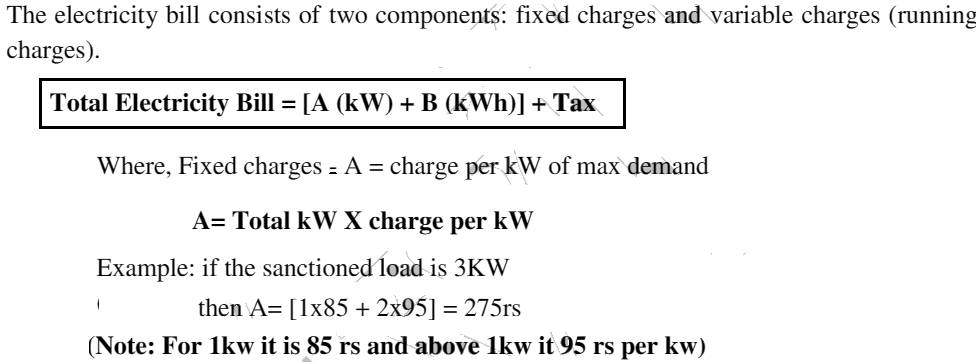 The electricity bill consists of two components: fixed charges and variable charges (running
charges).
Total Electricity Bill = [A (kW) + B (kWh)] + Tax
Where, Fixed charges = A = charge per kW of max demand
A= Total kW X charge per kW
Example: if the sanctioned load is 3KW
then A= [1x85 + 2x95] = 275rs
(Note: For 1kw it is 85 rs and above 1kw it 95 rs per kw)